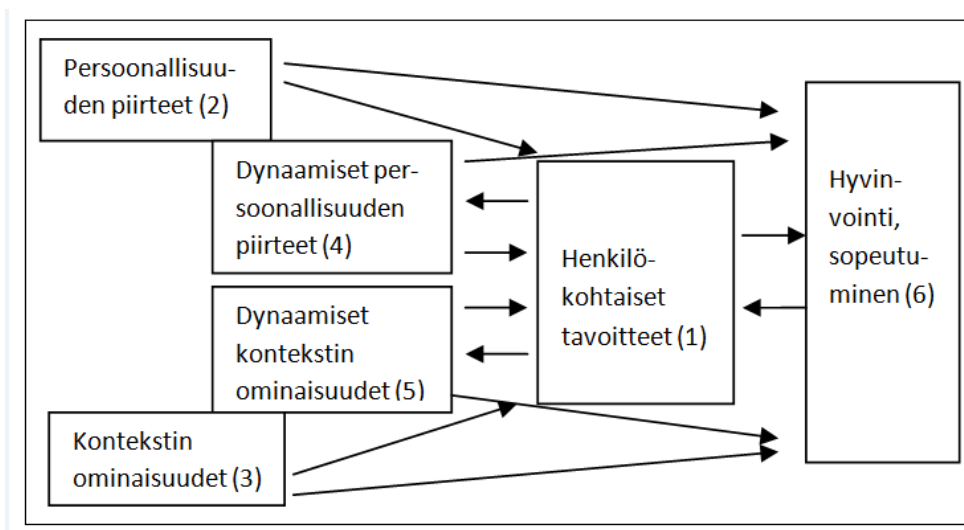 Persoonallisuu-
den piirteet (2)
Dynaamiset per-
soonallisuuden
piirteet (4)
Dynaamiset
kontekstin
ominaisuudet (5)
Kontekstin
ominaisuudet (3)
Henkilö-
kohtaiset
tavoitteet (1)
Hyvin-
vointi,
sopeutu-
minen (6)